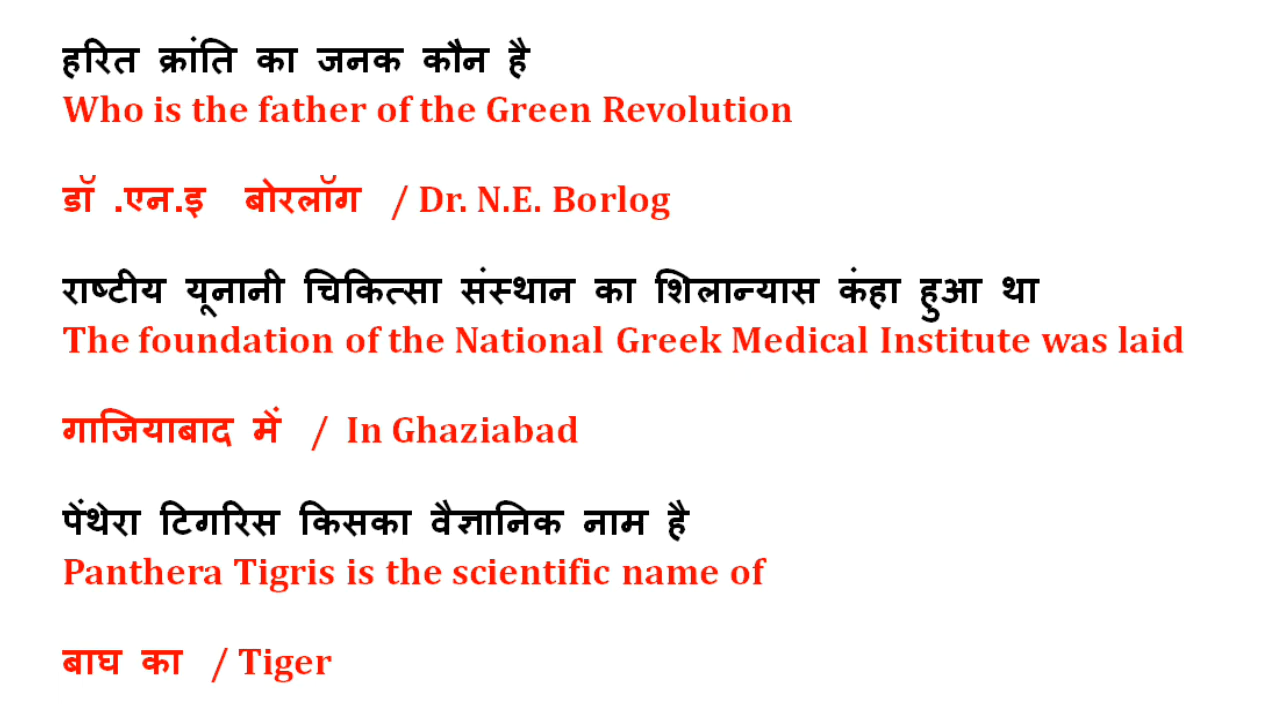 हरित क्रांति का जनक कौन है
Who is the father of the Green Revolution
डॉ .एन.इ बोरलॉग / Dr. N.E. Borlog
राष्टीय यूनानी चिकित्सा संस्थान का शिलान्यास कंहा हुआ था
The foundation of the National Greek Medical Institute was laid
गाजियाबाद में / In Ghaziabad
पेंथेरा टिगरिस किसका वैज्ञानिक नाम है
Panthera Tigris is the scientific name of
बाघ का / Tiger